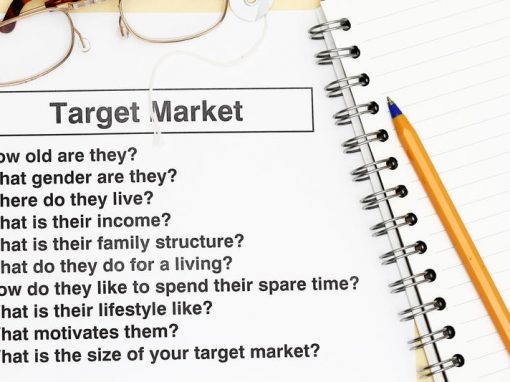 Target Market
ow old are they?
hat gender are they?
here do they live?
hat is their income?
hat is their family structure?
hat do they do for a living?
ow do they like to spend their spare time?
hat is their lifestyle like?
hat motivates them?
hat is the size of your target market?